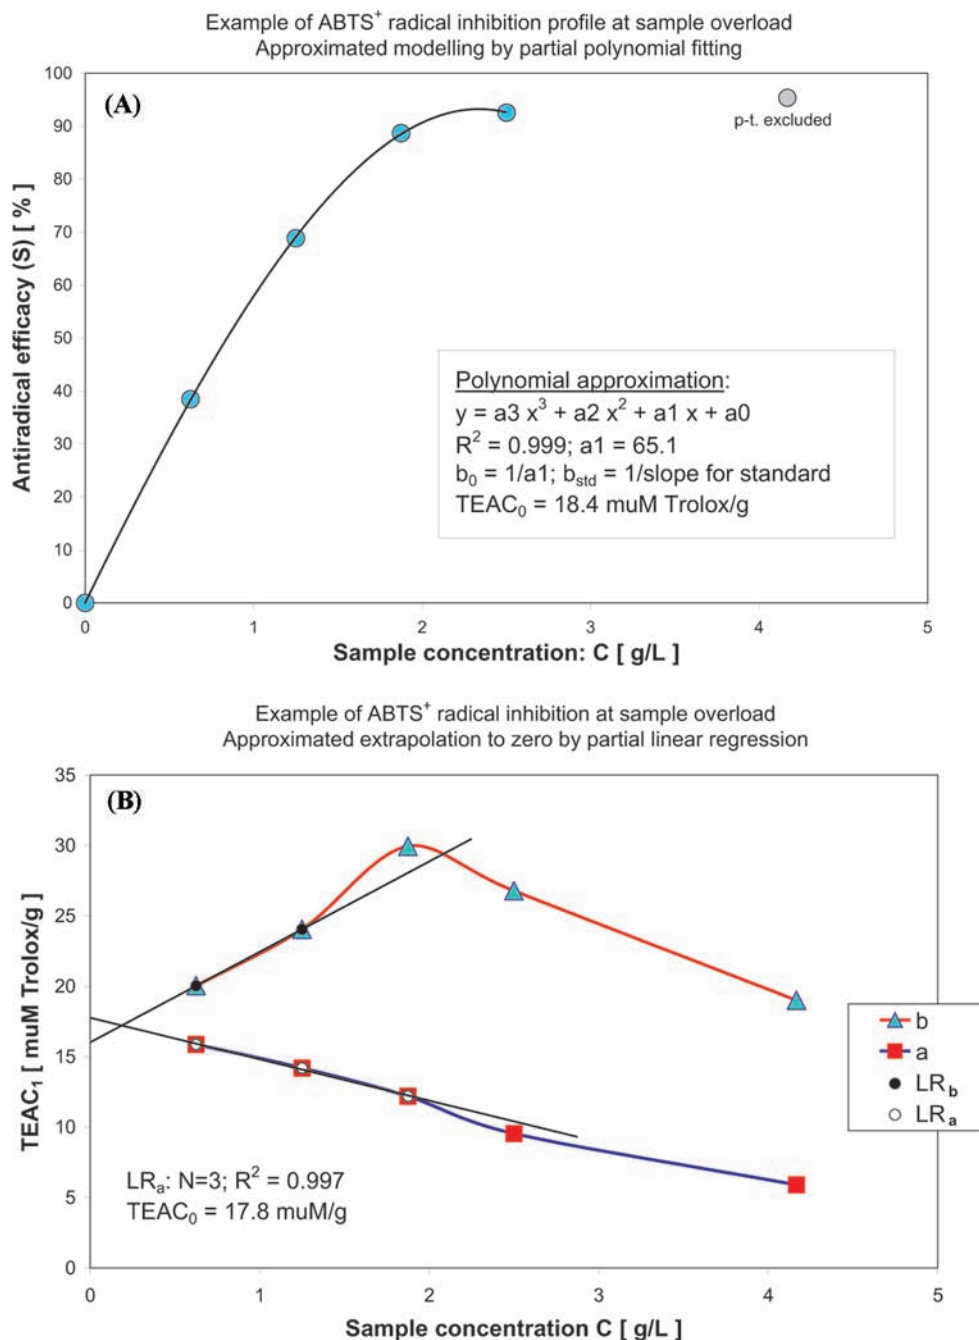 Example of ABTS⁺ radical inhibition profile at sample overload
Approximated modelling by partial polynomial fitting
(A)
100
90
80
70
60
50
40
30
20
10
0
Antiradical efficacy (S) [ % ]
p-t. excluded
Polynomial approximation:
y = a3 x³ + a2 x² + a1 x + a0
R² = 0.999; a1 = 65.1
b₀ = 1/a1; bstd = 1/slope for standard
TEAC₀ = 18.4 muM Trolox/g
0 1 2 3 4 5
Sample concentration: C [ g/L ]
Example of ABTS⁺ radical inhibition at sample overload
Approximated extrapolation to zero by partial linear regression
(B)
35
30
25
20
15
10
5
0
TEAC₁ [ muM Trolox/g ]
b
a
LR b
LR a
LRa: N=3; R² = 0.997
TEAC₀ = 17.8 muM/g
0 1 2 3 4 5
Sample concentration C [ g/L ]